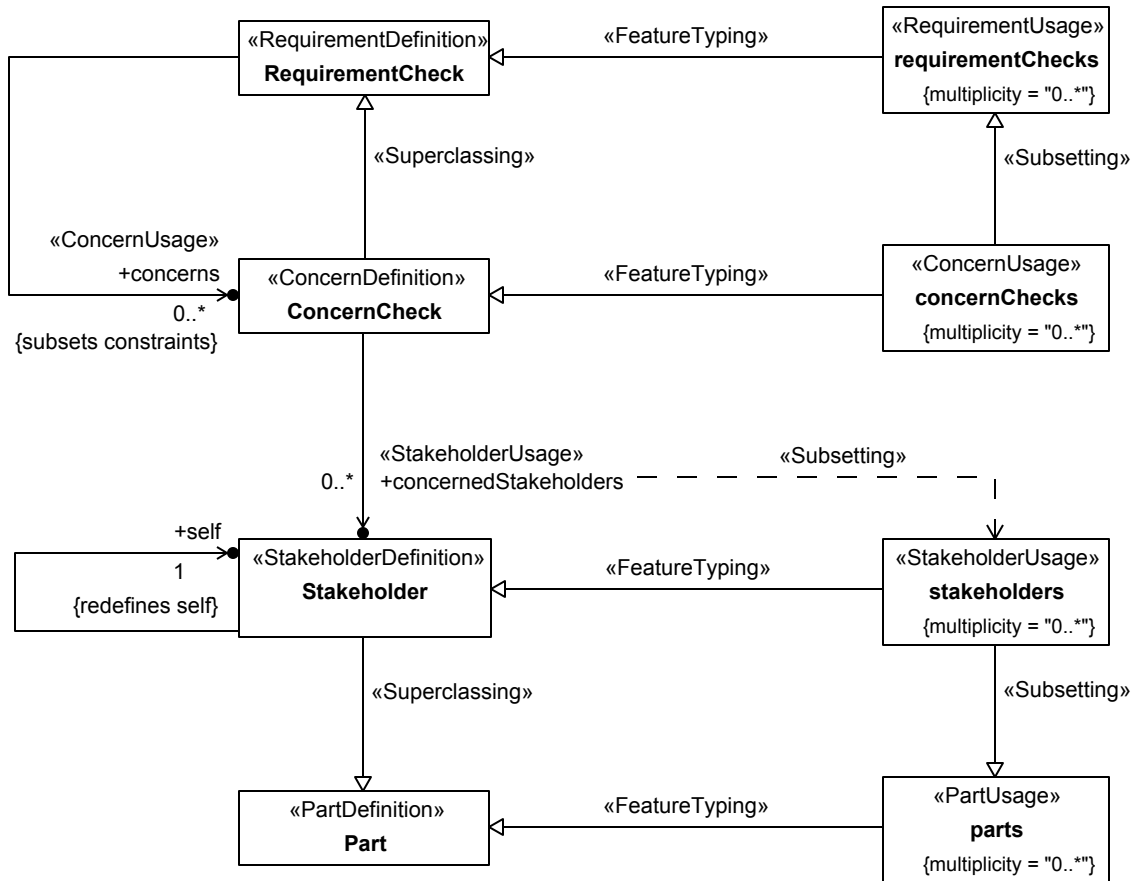 «RequirementDefinition»
RequirementCheck
«FeatureTyping»
«RequirementUsage»
requirementChecks
{multiplicity = "0..*"}
«Superclassing»
«Subsetting»
«ConcernUsage»
+concerns
0..*
{subsets constraints}
«ConcernDefinition»
ConcernCheck
«FeatureTyping»
«ConcernUsage»
concernChecks
{multiplicity = "0..*"}
«StakeholderUsage»
0..* +concernedStakeholders
«Subsetting»
+self
1
{redefines self}
«StakeholderDefinition»
Stakeholder
«FeatureTyping»
«StakeholderUsage»
stakeholders
{multiplicity = "0..*"}
«Superclassing»
«Subsetting»
«PartDefinition»
Part
«FeatureTyping»
«PartUsage»
parts
{multiplicity = "0..*"}